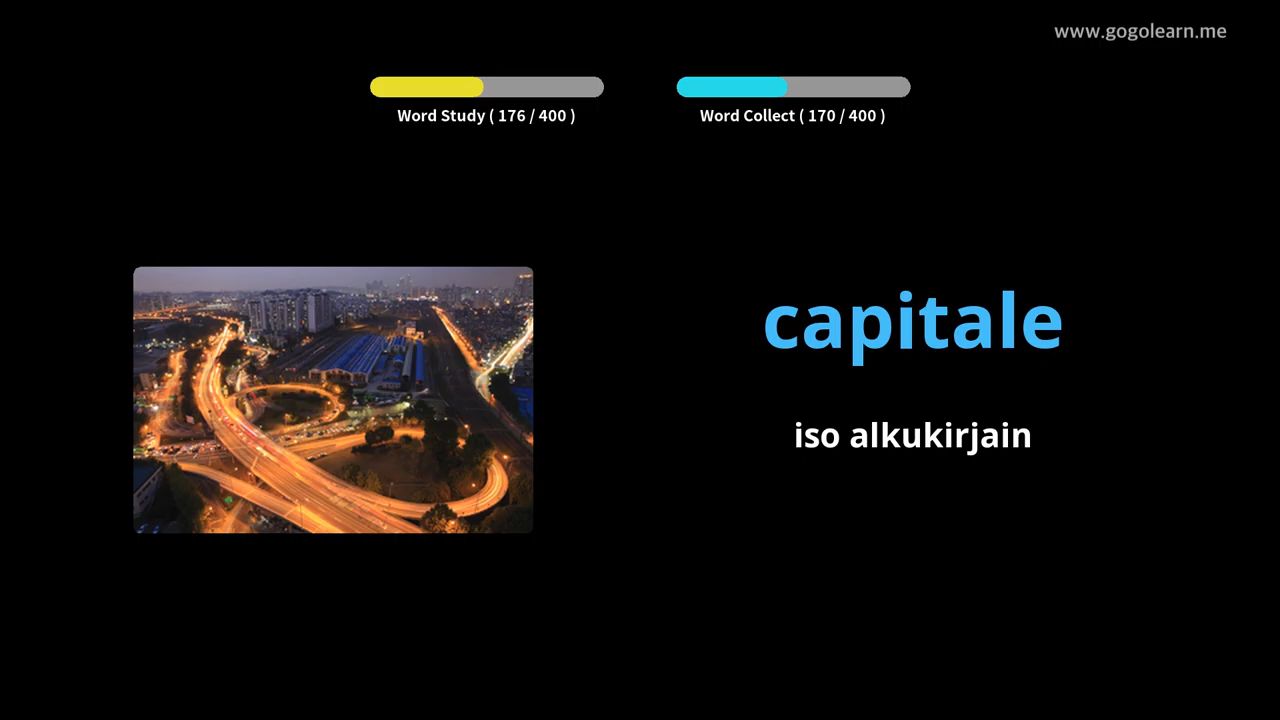 www.gogolearn.me
Word Study ( 176 / 400 )
Word Collect ( 170 / 400 )
capitale
iso alkukirjain